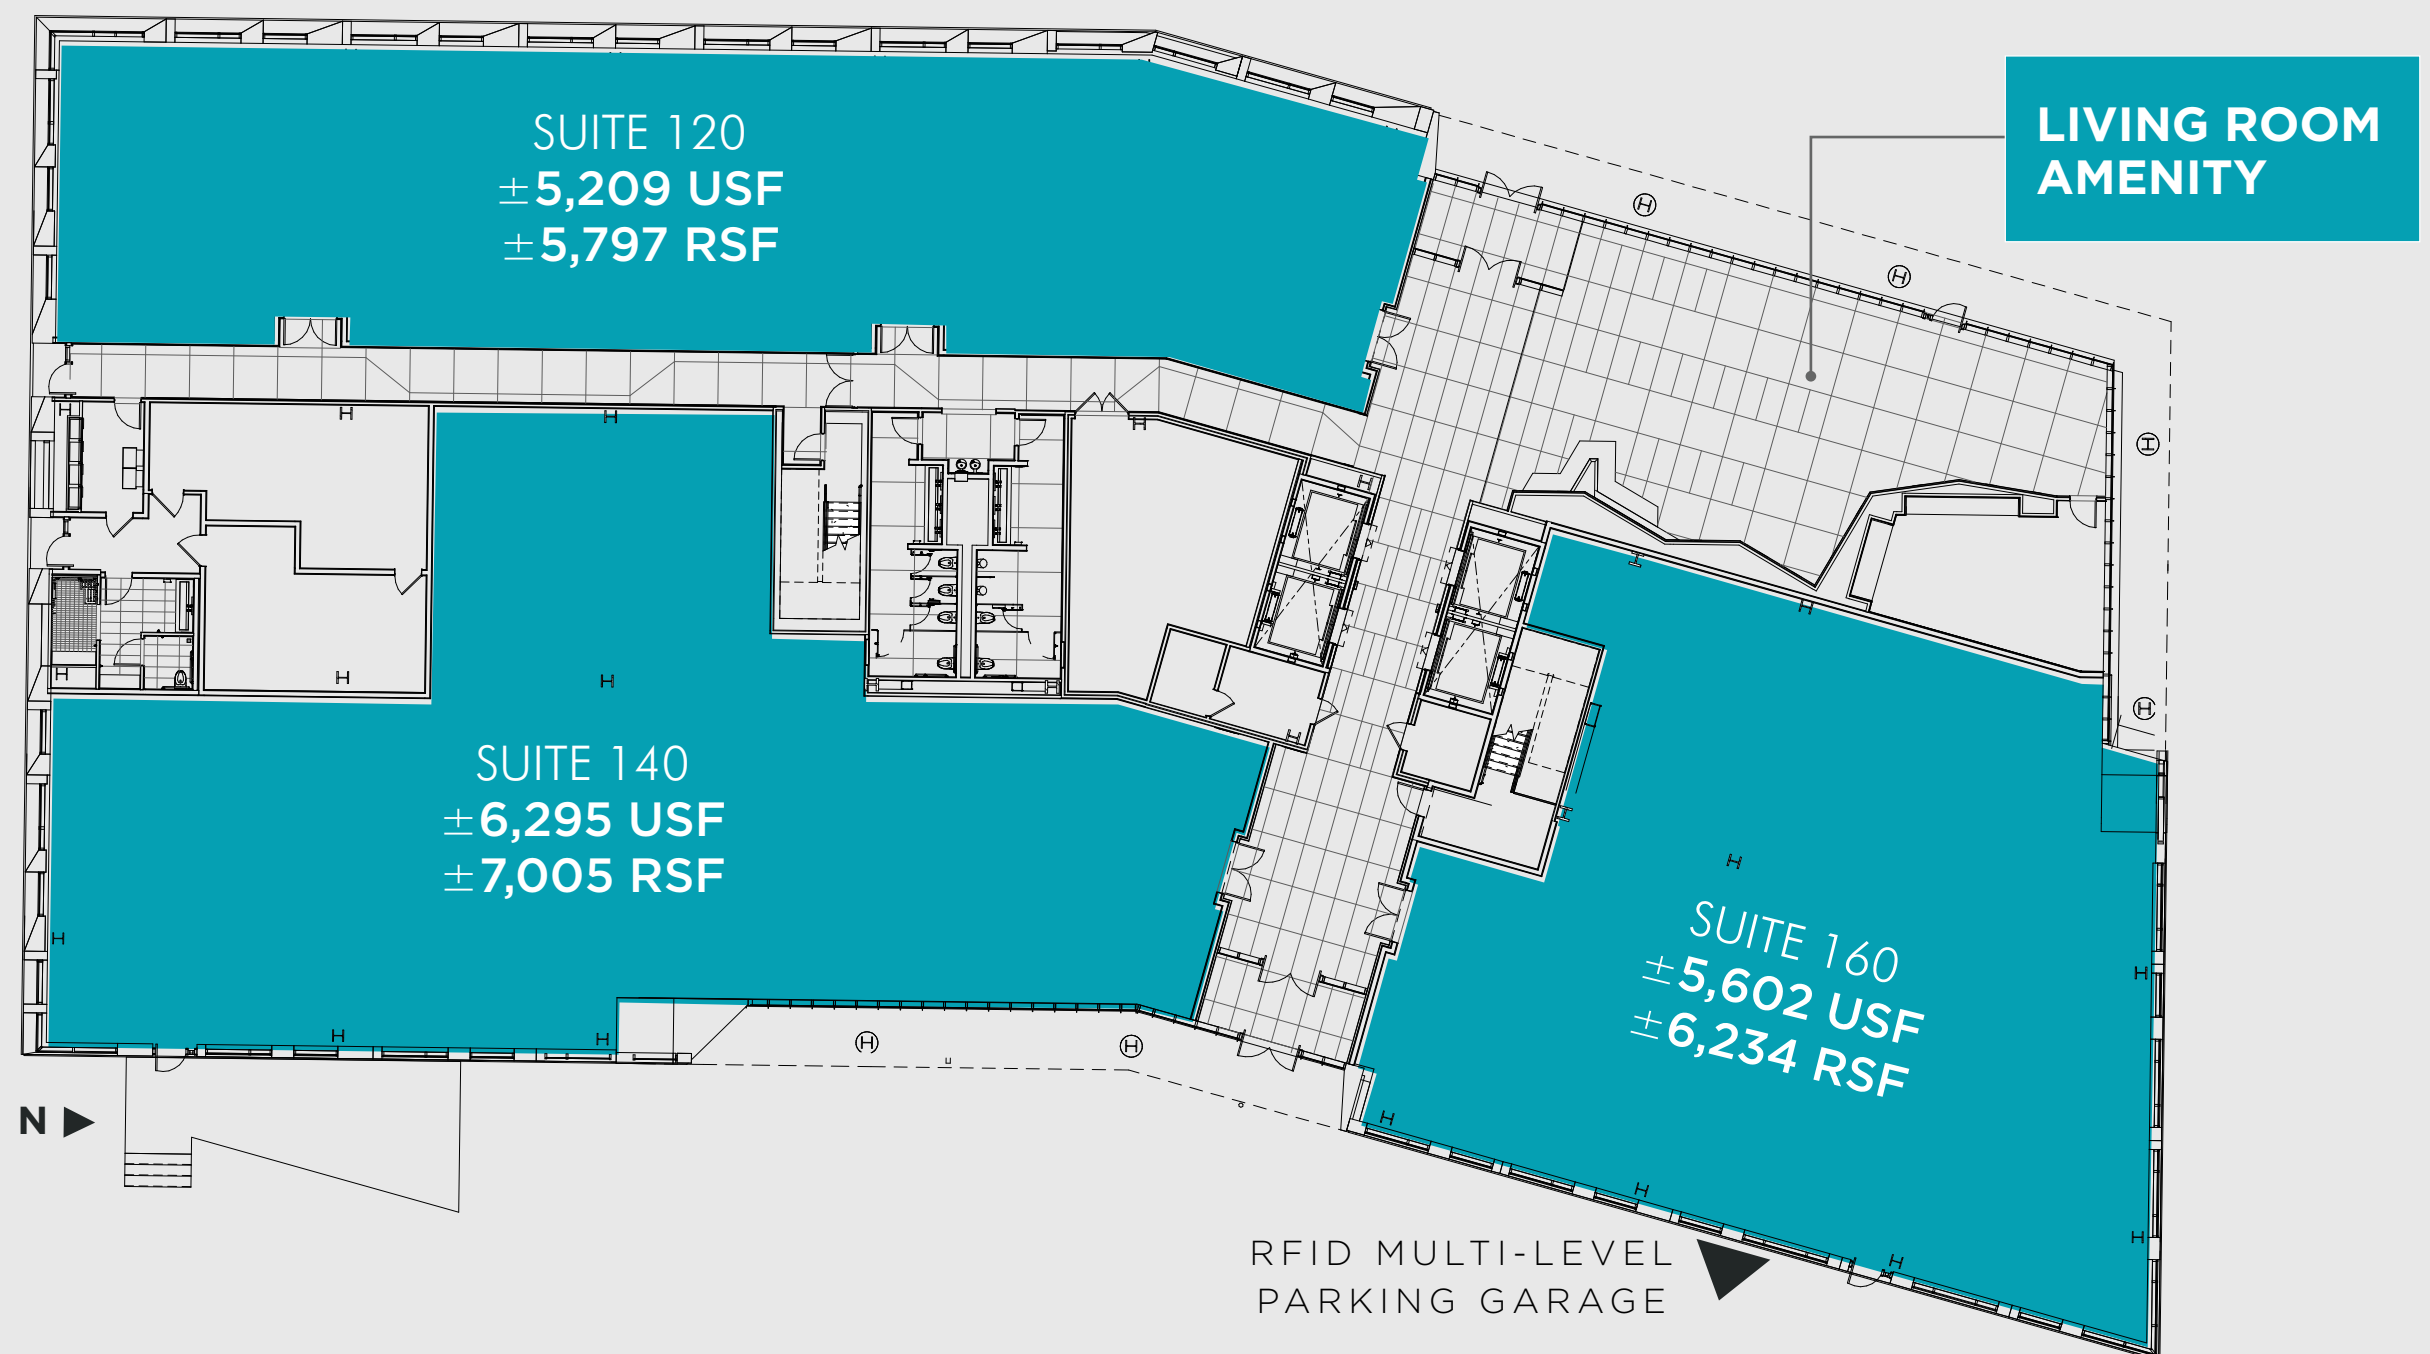 SUITE 120
±5,209 USF
±5,797 RSF
LIVING ROOM
AMENITY
SUITE 140
±6,295 USF
±7,005 RSF
SUITE 160
±5,602 USF
±6,234 RSF
N
RFID MULTI-LEVEL
PARKING GARAGE